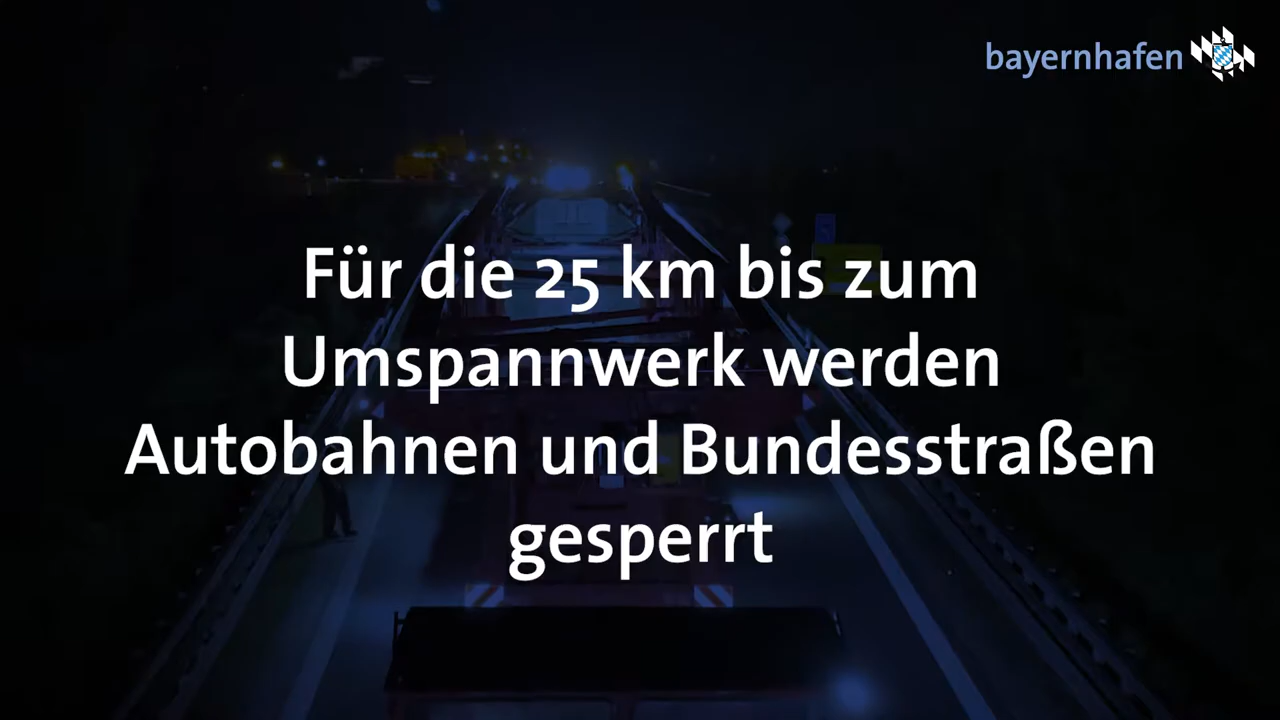 bayernhafen
Für die 25 km bis zum
Umspannwerk werden
Autobahnen und Bundesstraßen
gesperrt